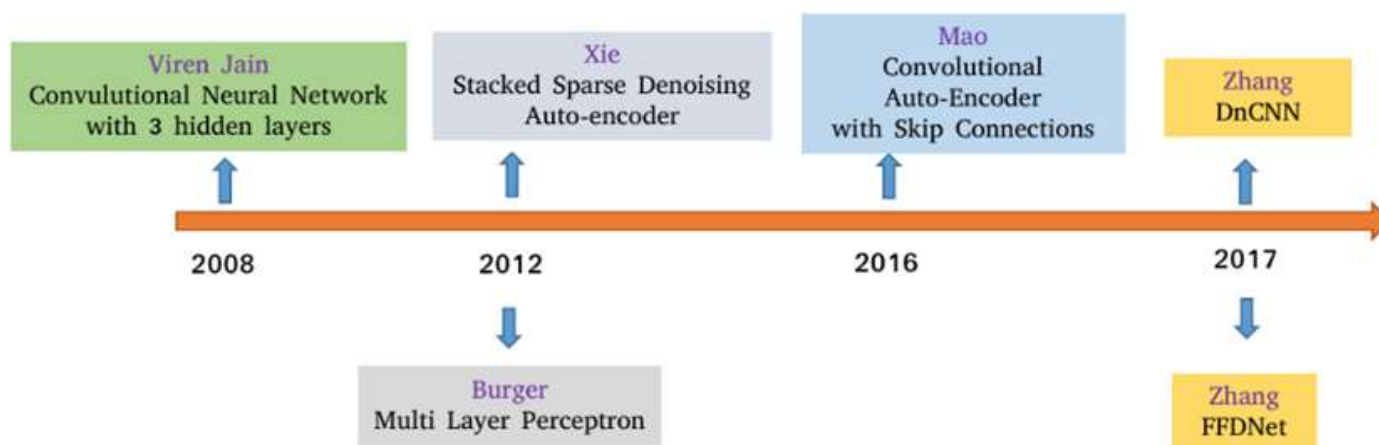 Viren Jain
Convulutional Neural Network
with 3 hidden layers
Xie
Stacked Sparse Denoising
Auto-encoder
Mao
Convolutional
Auto-Encoder
with Skip Connections
Zhang
DnCNN
2008
2012
2016
2017
Burger
Multi Layer Perceptron
Zhang
FFDNet